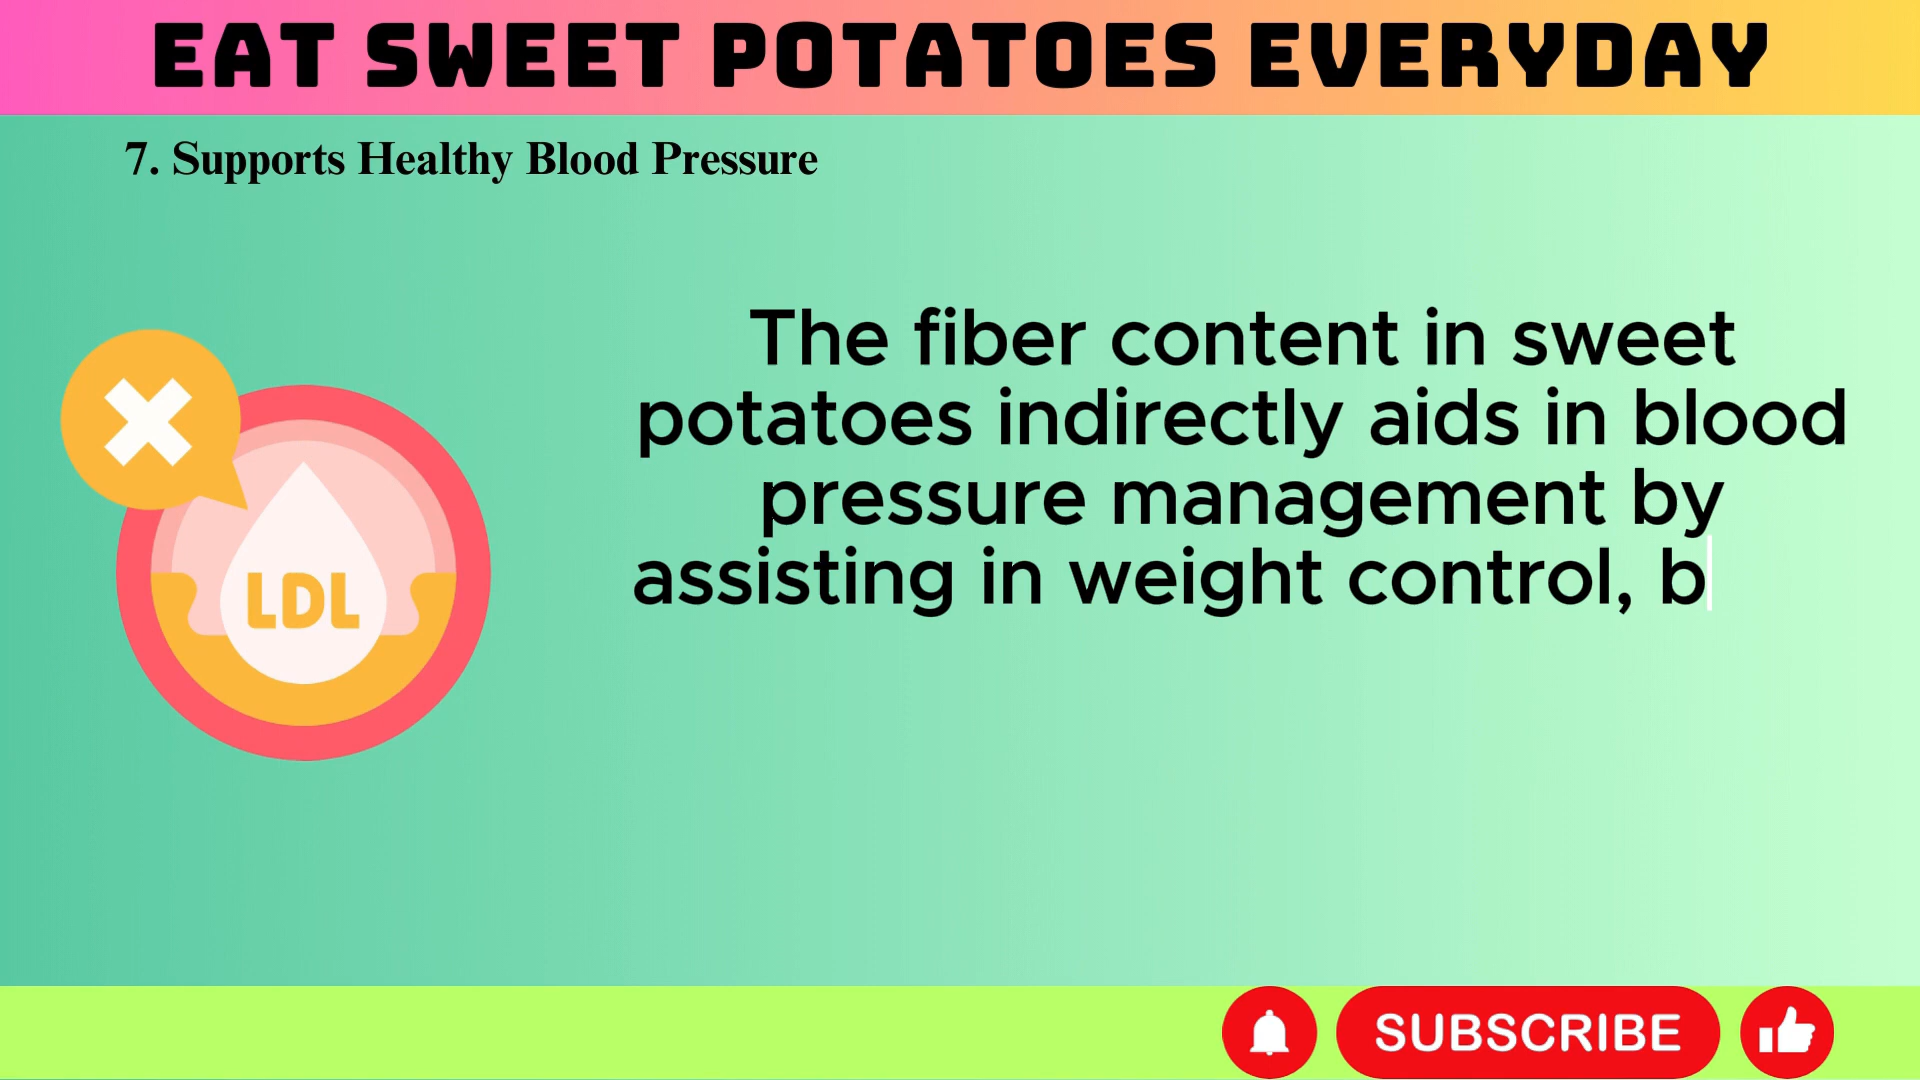 EAT SWEET POTATOES EVERYDAY
7. Supports Healthy Blood Pressure
The fiber content in sweet
potatoes indirectly aids in blood
pressure management by
assisting in weight control, b
LDL
SUBSCRIBE